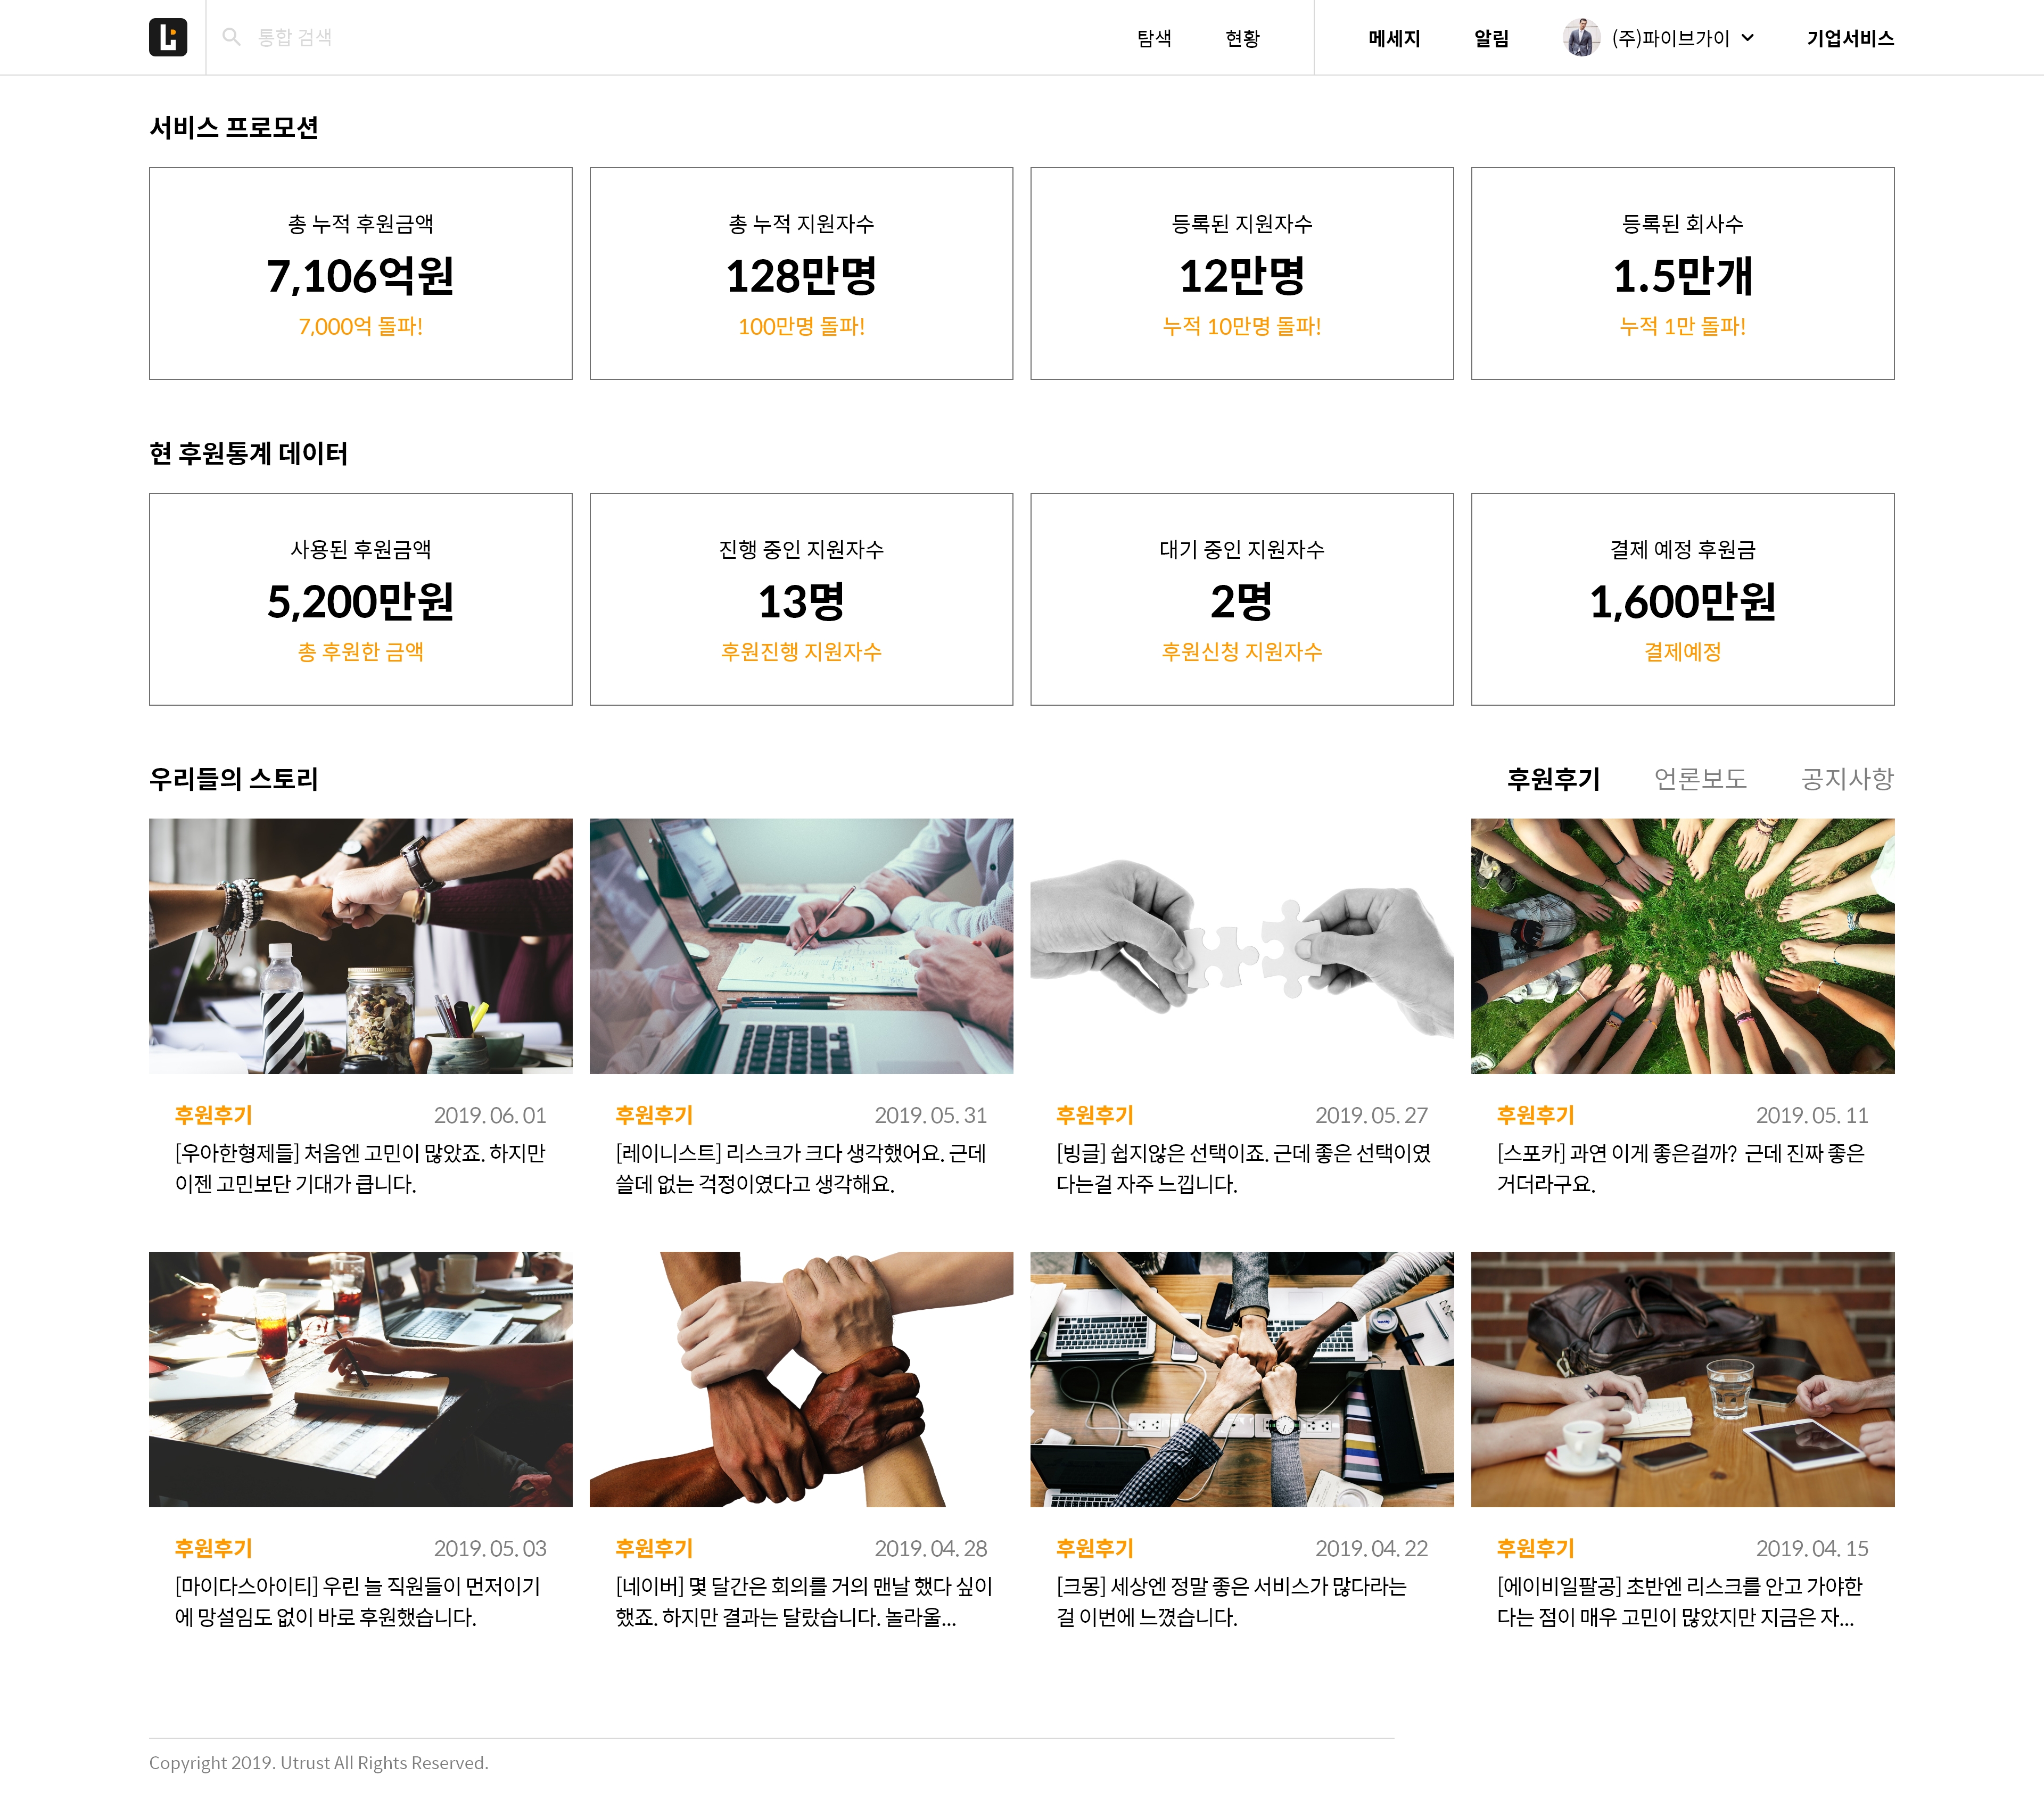 통합 검색
탐색
현황
메세지
알림
(주)파이브가이
기업서비스
서비스 프로모션
총 누적 후원금액
7,106억원
7,000억 돌파!
총 누적 지원자수
128만명
100만명 돌파!
등록된 지원자수
12만명
누적 10만명 돌파!
등록된 회사수
1.5만개
누적 1만 돌파!
현 후원통계 데이터
사용된 후원금액
5,200만원
총 후원한 금액
진행 중인 지원자수
13명
후원진행 지원자수
대기 중인 지원자수
2명
후원신청 지원자수
결제 예정 후원금
1,600만원
결제예정
우리들의 스토리
후원후기
언론보도
공지사항
후원후기
2019. 06. 01
[우아한형제들] 처음엔 고민이 많았죠. 하지만
이젠 고민보단 기대가 큽니다.
후원후기
2019. 05. 31
[레이니스트] 리스크가 크다 생각했어요. 근데
쓸데 없는 걱정이였다고 생각해요.
후원후기
2019. 05. 27
[빙글] 쉽지않은 선택이죠. 근데 좋은 선택이였
다는걸 자주 느낍니다.
후원후기
2019. 05. 11
[스포카] 과연 이게 좋은걸까? 근데 진짜 좋은
거더라구요.
후원후기
2019. 05. 03
[마이다스아이티] 우린 늘 직원들이 먼저이기
에 망설임도 없이 바로 후원했습니다.
후원후기
2019. 04. 28
[네이버] 몇 달간은 회의를 거의 맨날 했다 싶이
했죠. 하지만 결과는 달랐습니다. 놀라울...
후원후기
2019. 04. 22
[크몽] 세상엔 정말 좋은 서비스가 많다라는
걸 이번에 느꼈습니다.
후원후기
2019. 04. 15
[에이비일팔공] 초반엔 리스크를 안고 가야한
다는 점이 매우 고민이 많았지만 지금은 자...
Copyright 2019. Utrust All Rights Reserved.